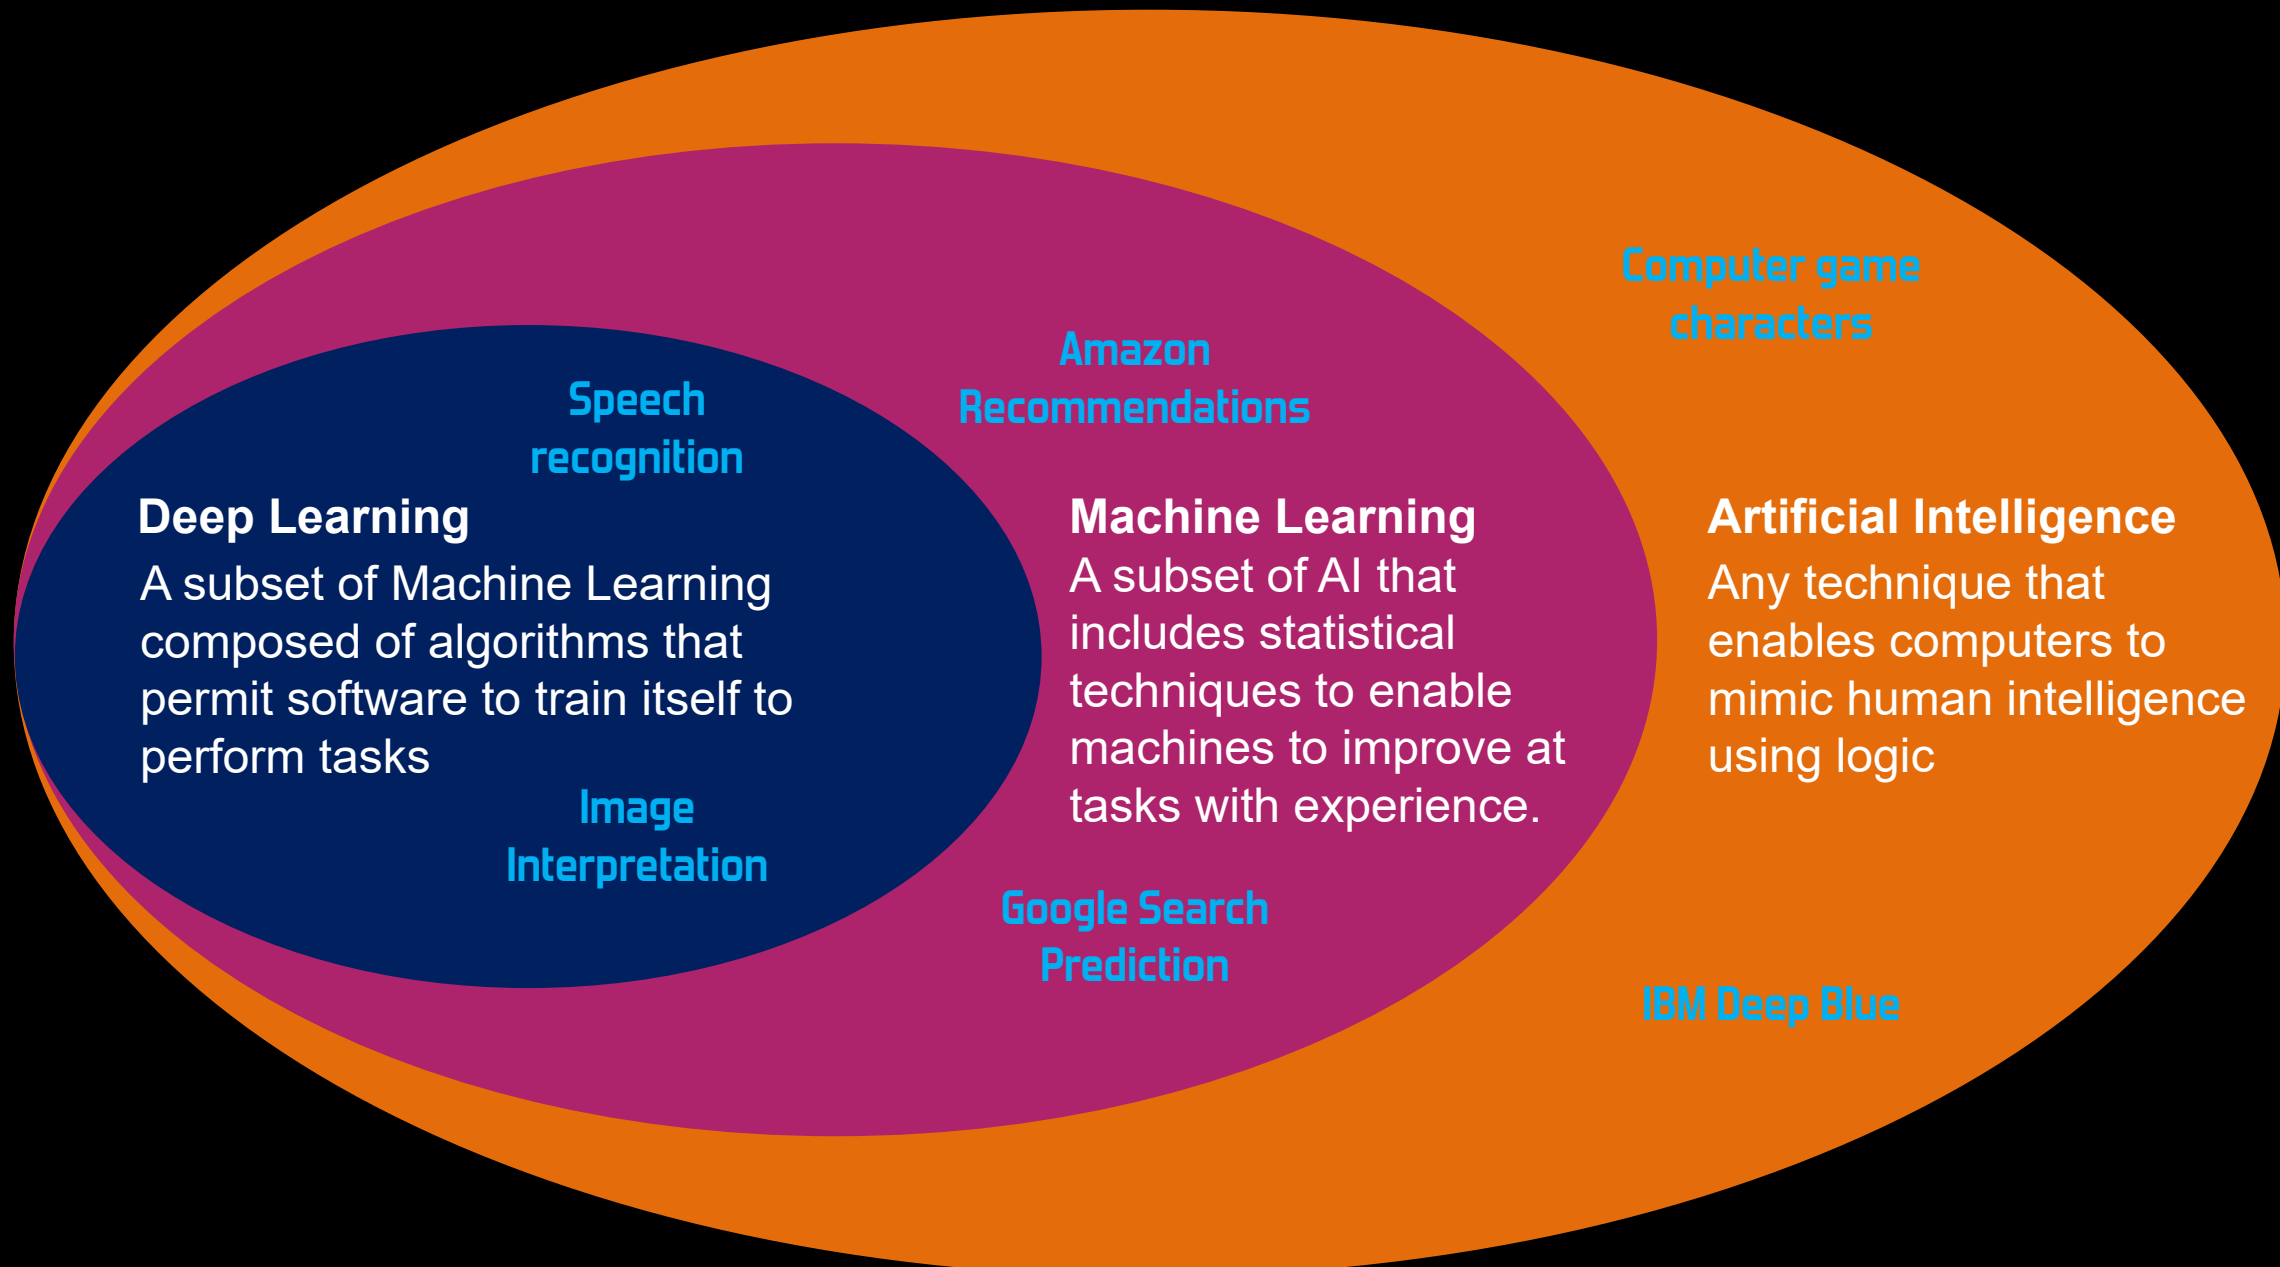 Speech
recognition
Deep Learning
A subset of Machine Learning
composed of algorithms that
permit software to train itself to
perform tasks
Image
Interpretation
Amazon
Recommendations
Machine Learning
A subset of AI that
includes statistical
techniques to enable
machines to improve at
tasks with experience.
Google Search
Prediction
Computer game
characters
Artificial Intelligence
Any technique that
enables computers to
mimic human intelligence
using logic
IBM Deep Blue